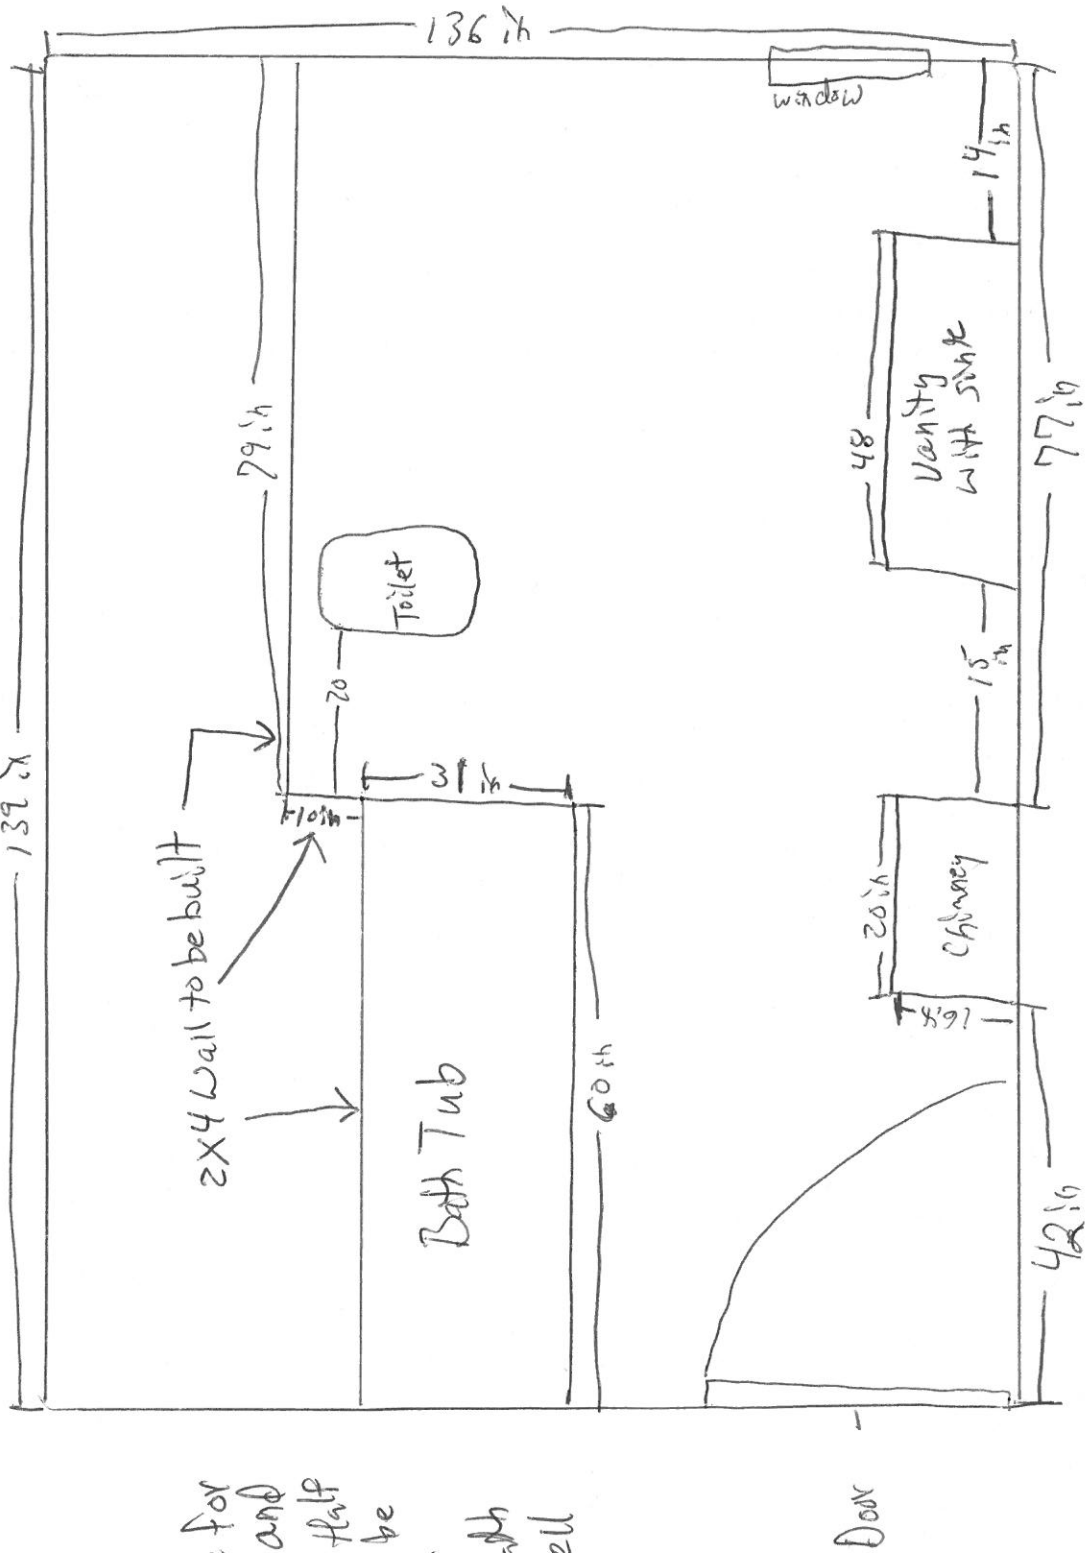 139 in
for
and
Half
be
2X4 Wall to be built
79 in
10 in
20
31 in
Toilet
Bath Tub
60 in
136 in
window
Door
20 in
Chimney
48
Vanity
with sink
15 in
14 in
42 in
77 in